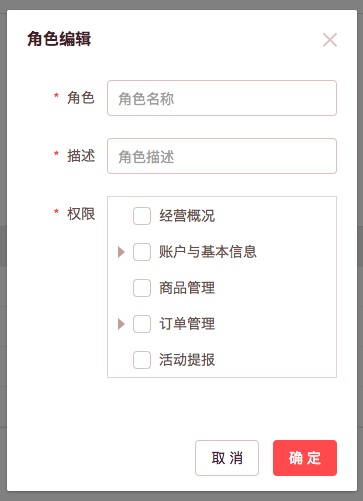 角色编辑
* 角色 角色名称
* 描述 角色描述
* 权限 经营概况
账户与基本信息
商品管理
订单管理
活动提报
取消 确定